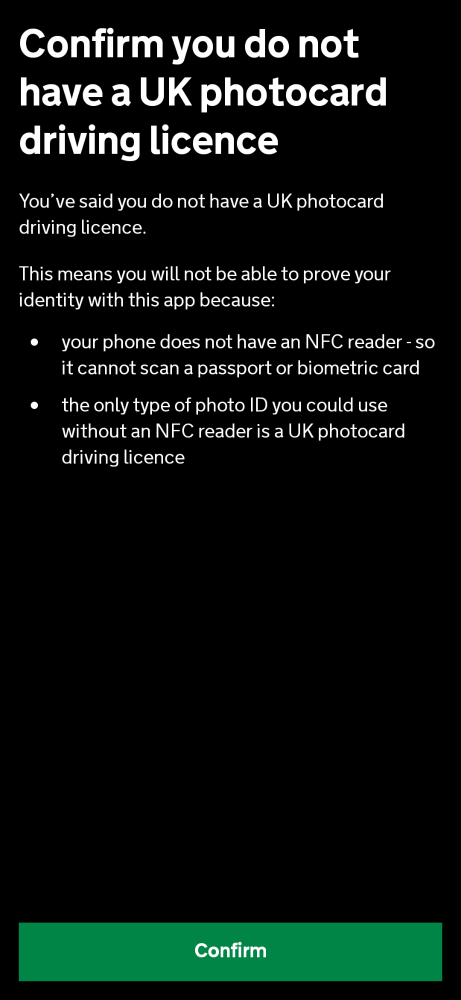 Confirm you do not
have a UK photocard
driving licence
You’ve said you do not have a UK photocard
driving licence.
This means you will not be able to prove your
identity with this app because:
• your phone does not have an NFC reader - so
it cannot scan a passport or biometric card
• the only type of photo ID you could use
without an NFC reader is a UK photocard
driving licence
Confirm